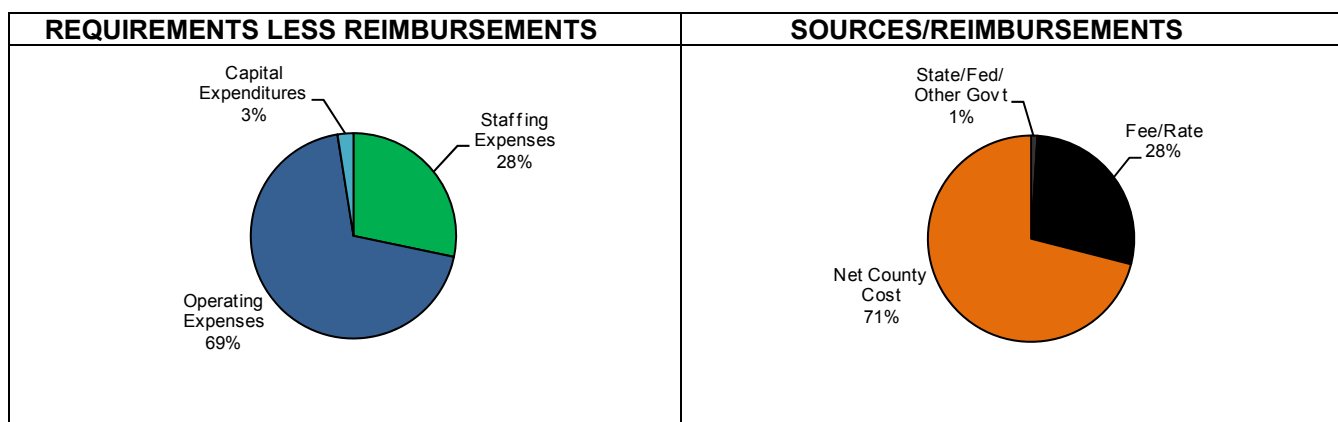 REQUIREMENTS LESS REIMBURSEMENTS
Capital
Expenditures
3%
Staffing
Expenses
28%
Operating
Expenses
69%
SOURCES/REIMBURSEMENTS
State/Fed/
Other Govt
1%
Fee/Rate
28%
Net County
Cost
71%